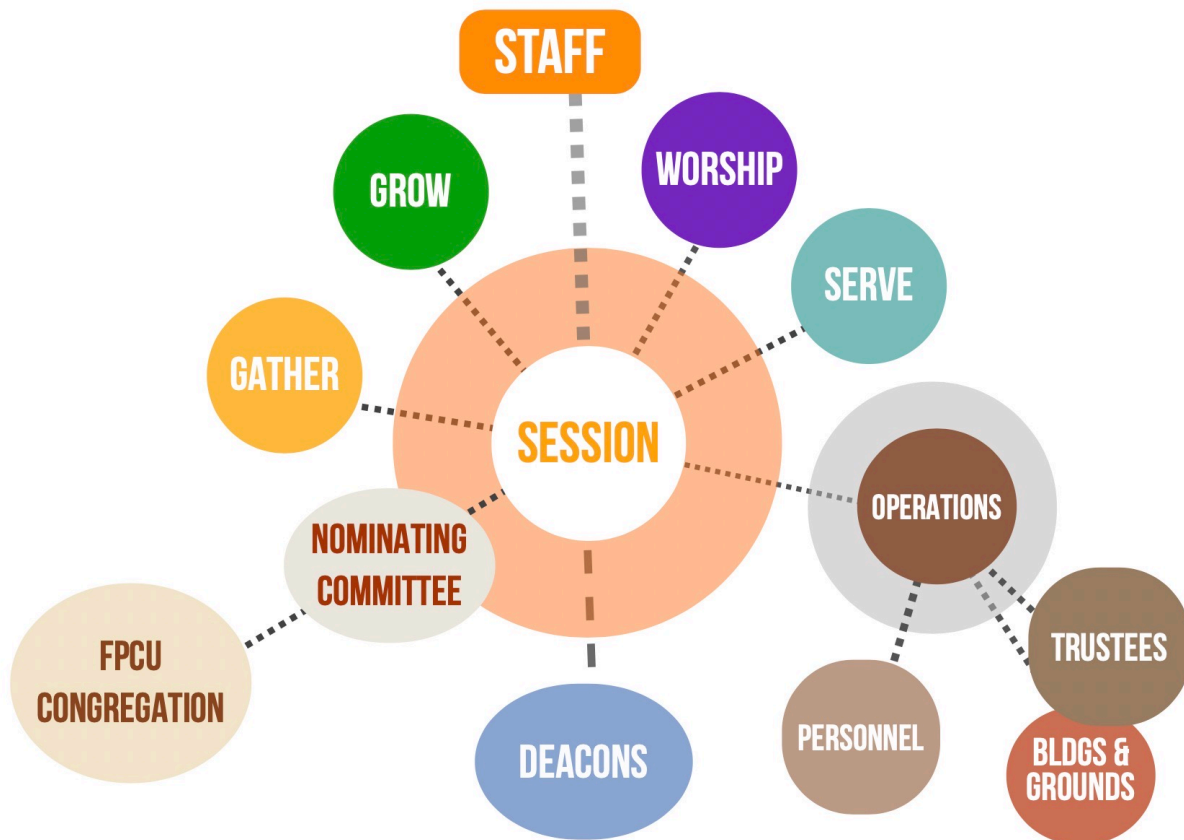 STAFF
WORSHIP
GROW
SERVE
GATHER
SESSION
OPERATIONS
NOMINATING
COMMITTEE
FPCU
CONGREGATION
TRUSTEES
PERSONNEL
DEACONS
BLDGS &
GROUNDS